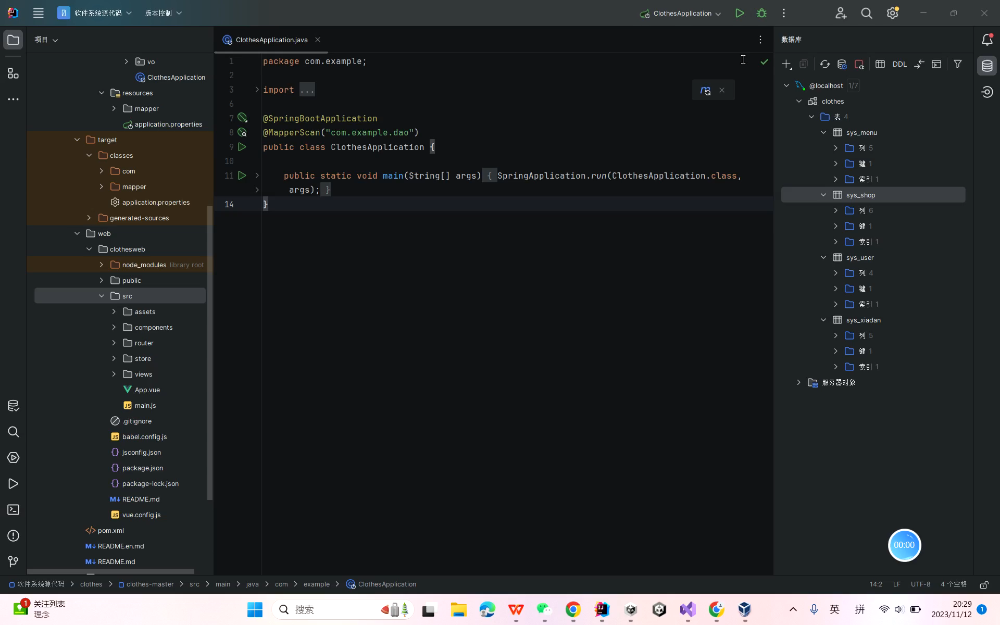 软件系统源代码
版本控制
ClothesApplication
项目
ClothesApplication.java
数据库
vo
ClothesApplication
resources
mapper
application.properties
target
classes
com
mapper
application.properties
generated-sources
web
clothesweb
node_modules library root
public
src
assets
components
router
store
views
App.vue
main.js
.gitignore
babel.config.js
jsconfig.json
package.json
package-lock.json
README.md
vue.config.js
pom.xml
README.en.md
README.md
1 package com.example;
2
3 import ...
6
7 @SpringBootApplication
8 @MapperScan("com.example.dao")
9 public class ClothesApplication {
10
11 public static void main(String[] args) { SpringApplication.run(ClothesApplication.class,
args); }
14 }
DDL
@localhost 1/7
clothes
表 4
sys_menu
列 5
键 1
索引 1
sys_shop
列 6
键 1
索引 1
sys_user
列 4
键 1
索引 1
sys_xiadan
列 5
键 1
索引 1
服务器对象
00:00
软件系统源代码 > clothes > clothes-master > src > main > java > com > example > ClothesApplication
14:2 LF UTF-8 4 个空格
1 关注列表
理念
搜索
英 拼
20:29
2023/11/12
1